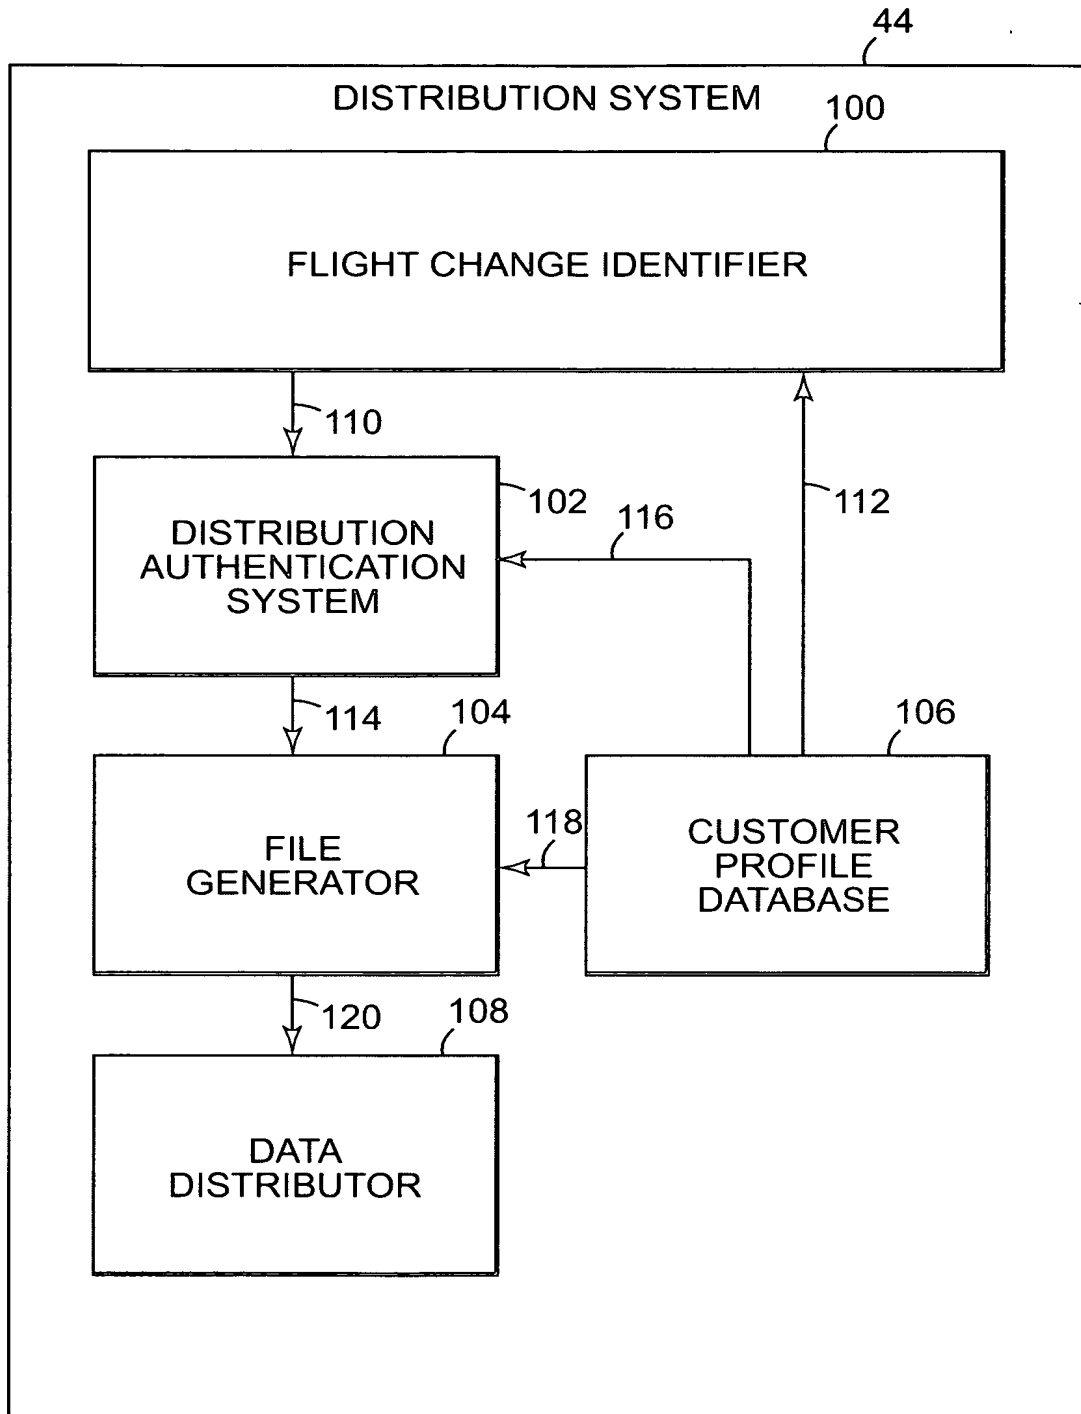 44
DISTRIBUTION SYSTEM
100
FLIGHT CHANGE IDENTIFIER
110
102
112
116
DISTRIBUTION
AUTHENTICATION
SYSTEM
114
104
106
118
FILE
GENERATOR
CUSTOMER
PROFILE
DATABASE
120
108
DATA
DISTRIBUTOR